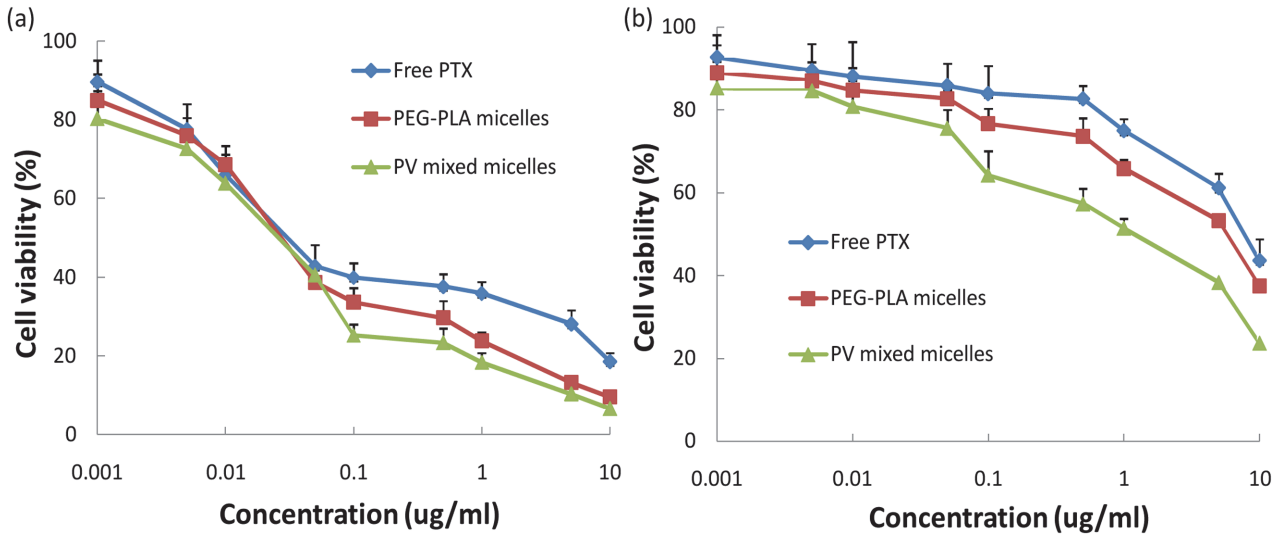 (a)
100
80
60
40
20
0
Cell viability (%)
Free PTX
PEG-PLA micelles
PV mixed micelles
0.001 0.01 0.1 1 10
Concentration (ug/ml)
(b)
100
80
60
40
20
0
Cell viability (%)
Free PTX
PEG-PLA micelles
PV mixed micelles
0.001 0.01 0.1 1 10
Concentration (ug/ml)